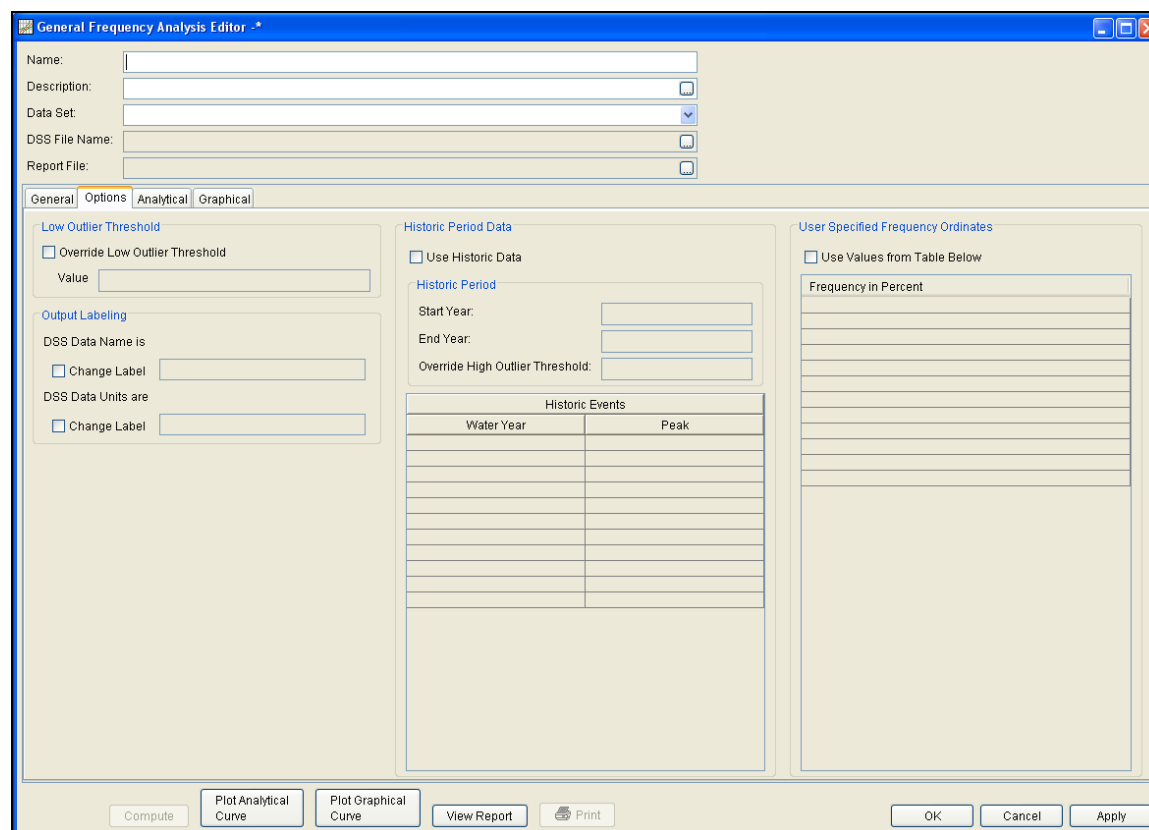 General Frequency Analysis Editor -*
Name:
Description:
...
Data Set:
DSS File Name:
...
Report File:
...
General Options Analytical Graphical
Low Outlier Threshold
Override Low Outlier Threshold
Value
Output Labeling
DSS Data Name is
Change Label
DSS Data Units are
Change Label
Historic Period Data
Use Historic Data
Historic Period
Start Year:
End Year:
Override High Outlier Threshold:
Historic Events
Water Year Peak
User Specified Frequency Ordinates
Use Values from Table Below
Frequency in Percent
Compute
Plot Analytical
Curve
Plot Graphical
Curve
View Report
Print
OK
Cancel
Apply